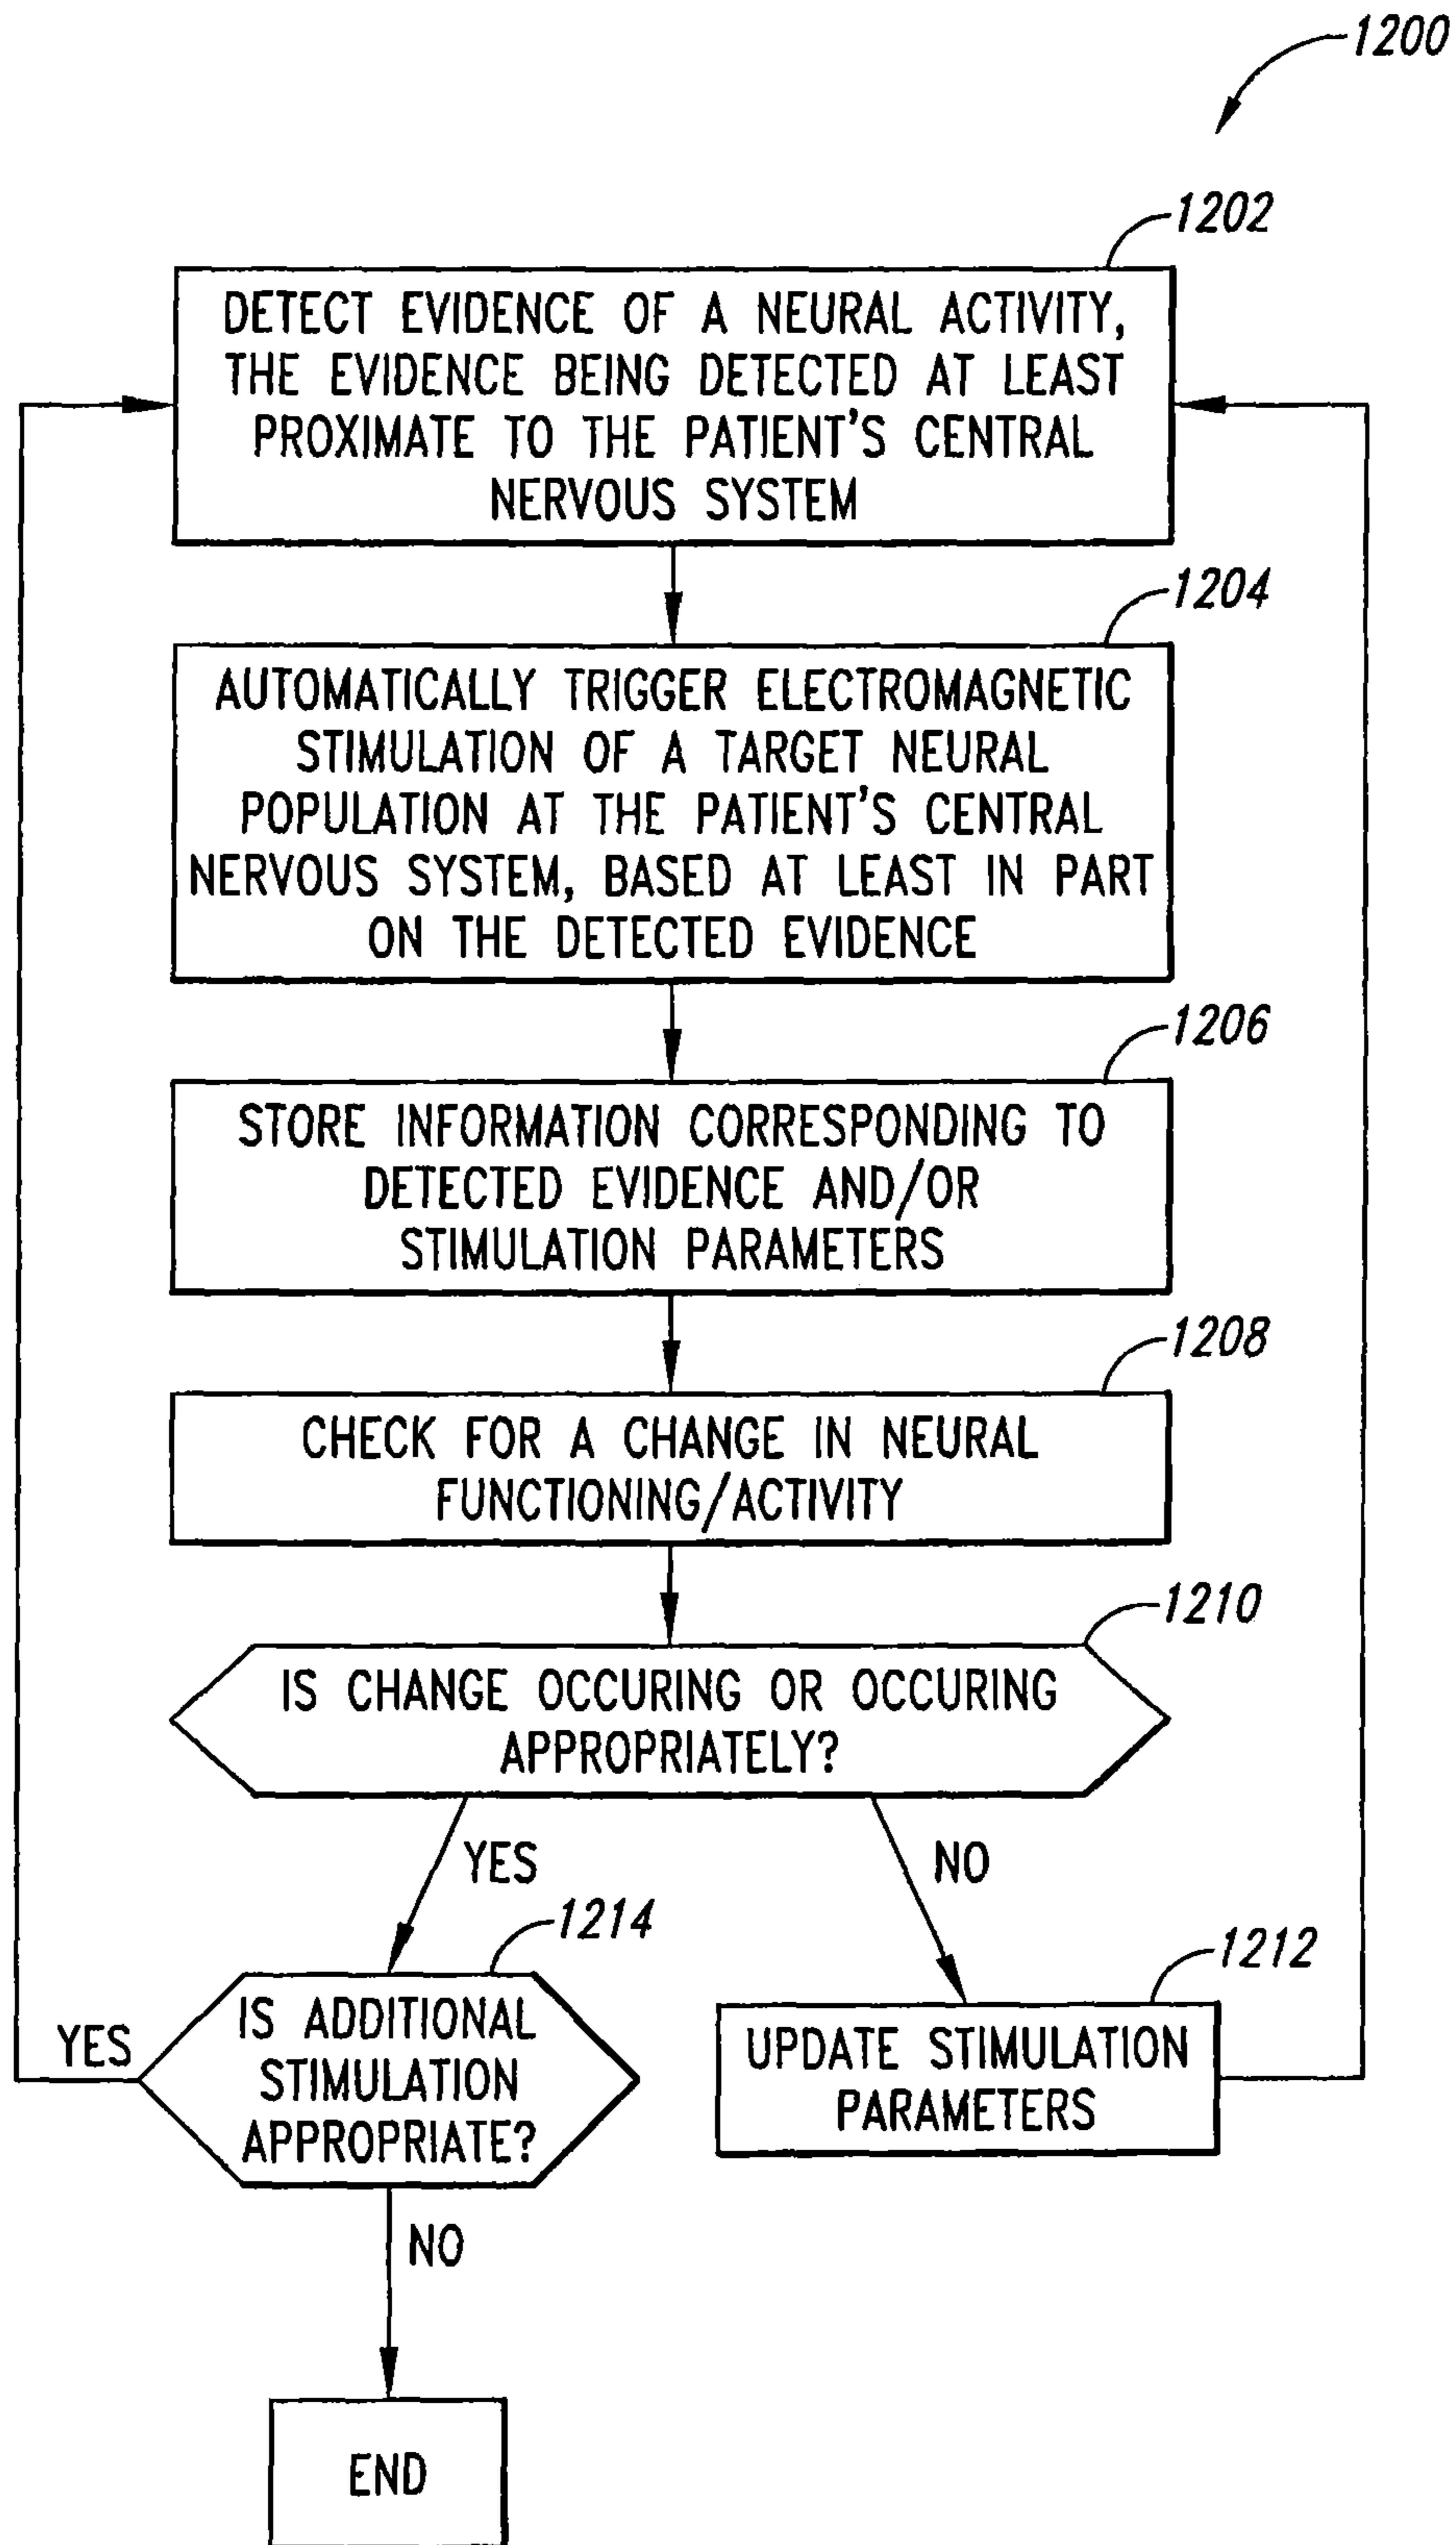 1200
1202
DETECT EVIDENCE OF A NEURAL ACTIVITY,
THE EVIDENCE BEING DETECTED AT LEAST
PROXIMATE TO THE PATIENT'S CENTRAL
NERVOUS SYSTEM
1204
AUTOMATICALLY TRIGGER ELECTROMAGNETIC
STIMULATION OF A TARGET NEURAL
POPULATION AT THE PATIENT'S CENTRAL
NERVOUS SYSTEM, BASED AT LEAST IN PART
ON THE DETECTED EVIDENCE
1206
STORE INFORMATION CORRESPONDING TO
DETECTED EVIDENCE AND/OR
STIMULATION PARAMETERS
1208
CHECK FOR A CHANGE IN NEURAL
FUNCTIONING/ACTIVITY
1210
IS CHANGE OCCURING OR OCCURING
APPROPRIATELY?
YES
NO
1214
1212
YES
IS ADDITIONAL
STIMULATION
APPROPRIATE?
UPDATE STIMULATION
PARAMETERS
NO
END